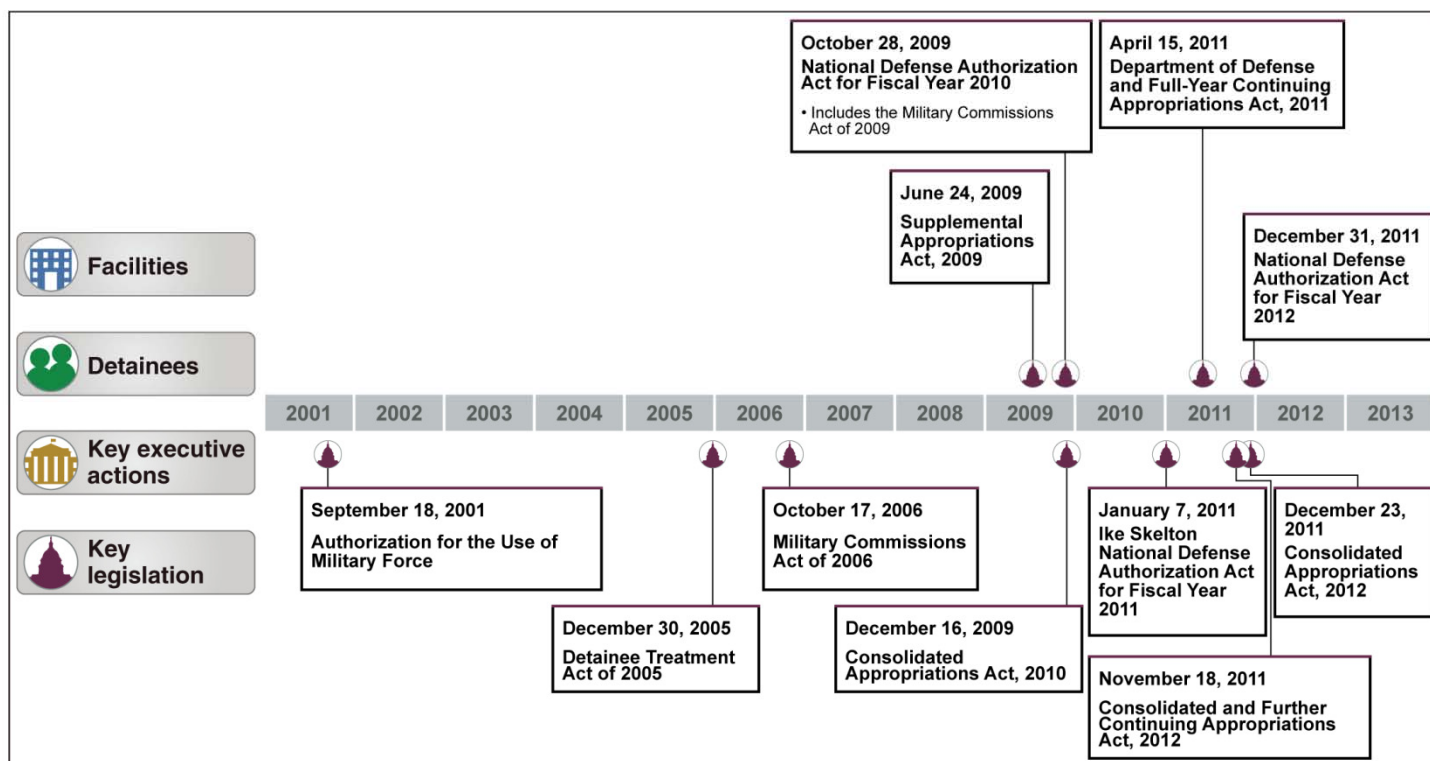 October 28, 2009
National Defense Authorization
Act for Fiscal Year 2010
• Includes the Military Commissions
Act of 2009
April 15, 2011
Department of Defense
and Full-Year Continuing
Appropriations Act, 2011
June 24, 2009
Supplemental
Appropriations
Act, 2009
December 31, 2011
National Defense
Authorization Act
for Fiscal Year
2012
Facilities
Detainees
Key executive
actions
Key
legislation
2001 2002 2003 2004 2005 2006 2007 2008 2009 2010 2011 2012 2013
September 18, 2001
Authorization for the Use of
Military Force
October 17, 2006
Military Commissions
Act of 2006
January 7, 2011
Ike Skelton
National Defense
Authorization Act
for Fiscal Year
2011
December 23,
2011
Consolidated
Appropriations
Act, 2012
December 30, 2005
Detainee Treatment
Act of 2005
December 16, 2009
Consolidated
Appropriations Act, 2010
November 18, 2011
Consolidated and Further
Continuing Appropriations
Act, 2012